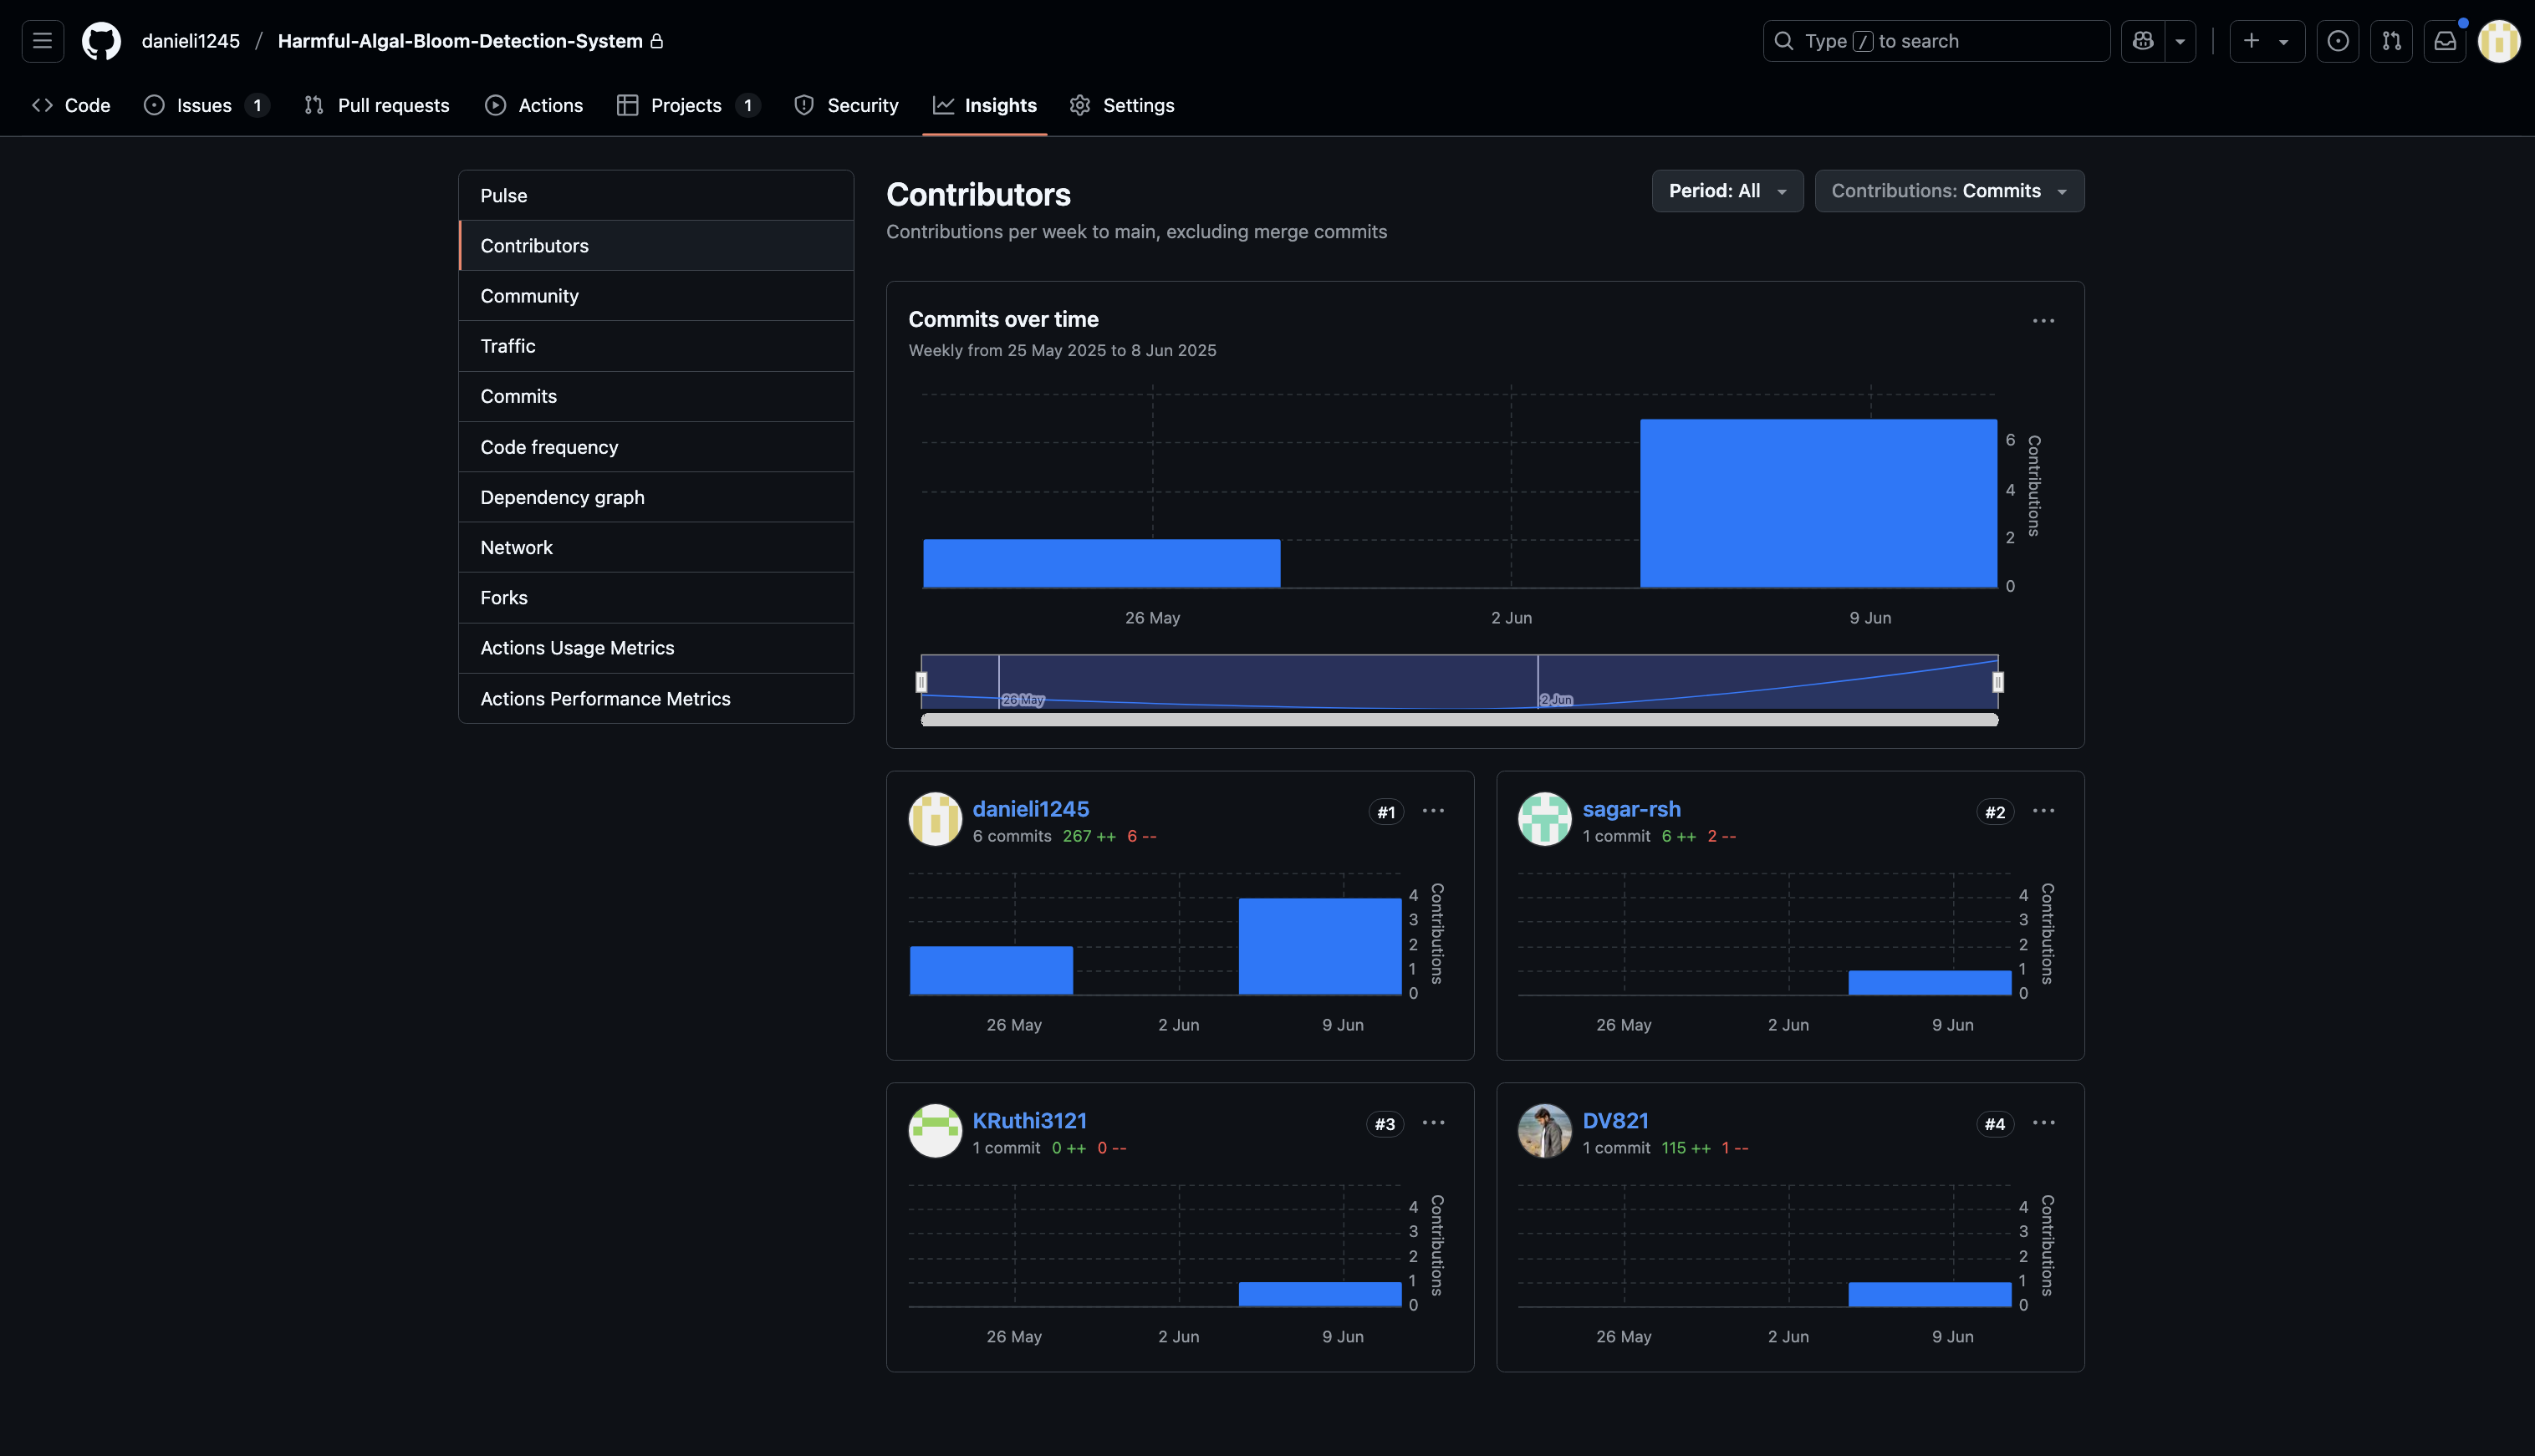 danieli1245 / Harmful-Algal-Bloom-Detection-System
Type / to search
Code
Issues 1
Pull requests
Actions
Projects 1
Security
Insights
Settings
Pulse
Contributors
Community
Traffic
Commits
Code frequency
Dependency graph
Network
Forks
Actions Usage Metrics
Actions Performance Metrics
Contributors
Period: All
Contributions: Commits
Contributions per week to main, excluding merge commits
Commits over time
Weekly from 25 May 2025 to 8 Jun 2025
6
4
2
0
Contributions
26 May
2 Jun
9 Jun
26 May
2 Jun
danieli1245
#1
6 commits 267 ++ 6 --
4
3
2
1
0
Contributions
26 May
2 Jun
9 Jun
sagar-rsh
#2
1 commit 6 ++ 2 --
4
3
2
1
0
Contributions
26 May
2 Jun
9 Jun
KRuthi3121
#3
1 commit 0 ++ 0 --
4
3
2
1
0
Contributions
26 May
2 Jun
9 Jun
DV821
#4
1 commit 115 ++ 1 --
4
3
2
1
0
Contributions
26 May
2 Jun
9 Jun